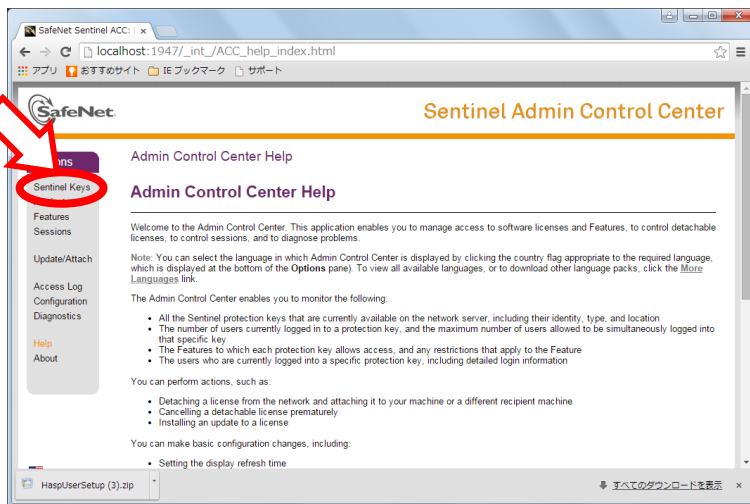 SafeNet Sentinel ACC:
localhost:1947/_int_/ACC_help_index.html
アプリ おすすめサイト IE ブックマーク サポート
SafeNet.
Sentinel Admin Control Center
Admin Control Center Help
Sentinel Keys
Features
Sessions
Update/Attach
Access Log
Configuration
Diagnostics
Help
About
Admin Control Center Help
Welcome to the Admin Control Center. This application enables you to manage access to software licenses and Features, to control detachable
licenses, to control sessions, and to diagnose problems.
Note: You can select the language in which Admin Control Center is displayed by clicking the country flag appropriate to the required language,
which is displayed at the bottom of the Options pane). To view all available languages, or to download other language packs, click the More
Languages link.
The Admin Control Center enables you to monitor the following:
• All the Sentinel protection keys that are currently available on the network server, including their identity, type, and location
• The number of users currently logged in to a protection key, and the maximum number of users allowed to be simultaneously logged into
that specific key
• The Features to which each protection key allows access, and any restrictions that apply to the Feature
• The users who are currently logged into a specific protection key, including detailed login information
You can perform actions, such as:
• Detaching a license from the network and attaching it to your machine or a different recipient machine
• Cancelling a detachable license prematurely
• Installing an update to a license
You can make basic configuration changes, including:
• Setting the display refresh time
HaspUserSetup (3).zip
すべてのダウンロードを表示